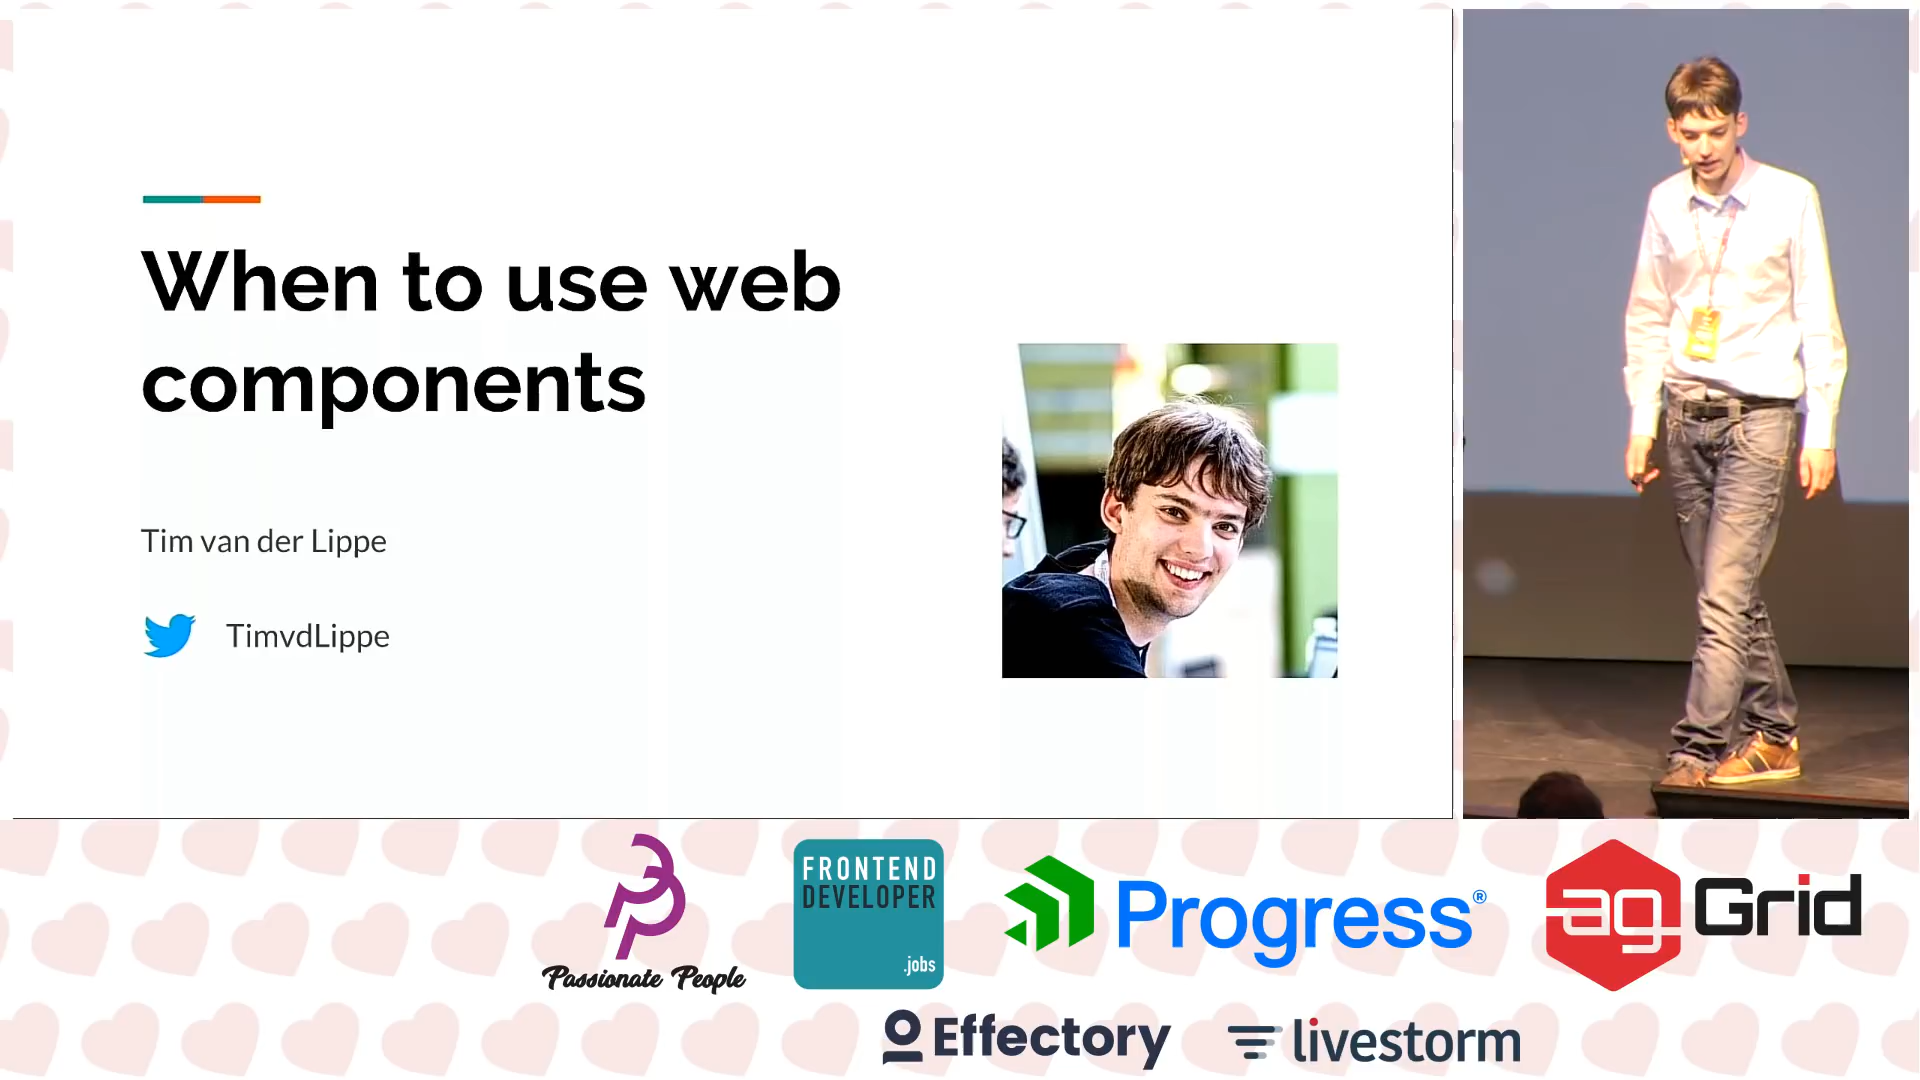 When to use web
components
Tim van der Lippe
TimvdLippe
Passionate People
FRONTEND
DEVELOPER
.jobs
Progress®
ag Grid
Effectory
livestorm